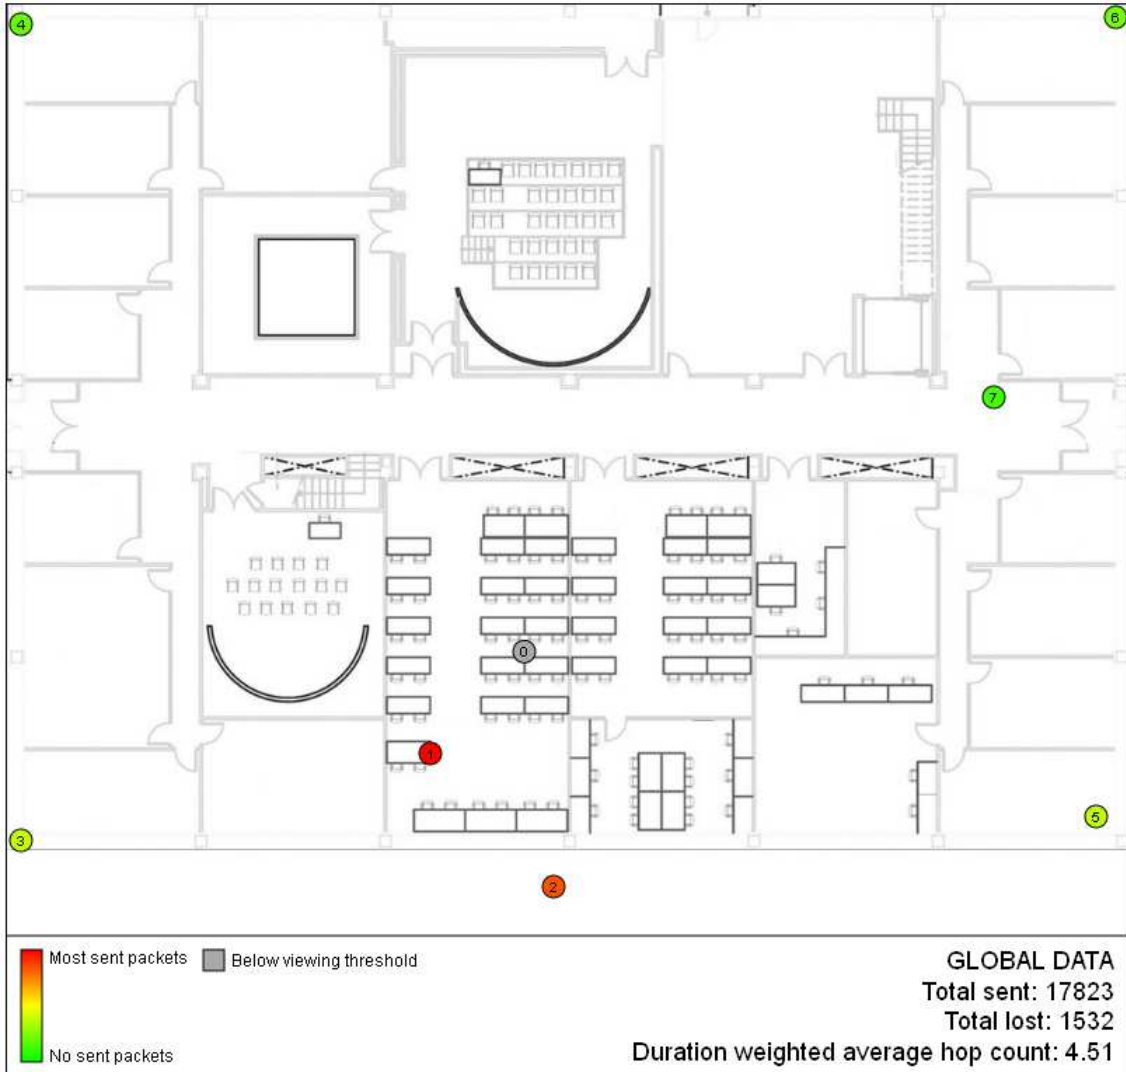 4
6
7
0
1
3
5
2
Most sent packets
Below viewing threshold
No sent packets
GLOBAL DATA
Total sent: 17823
Total lost: 1532
Duration weighted average hop count: 4.51